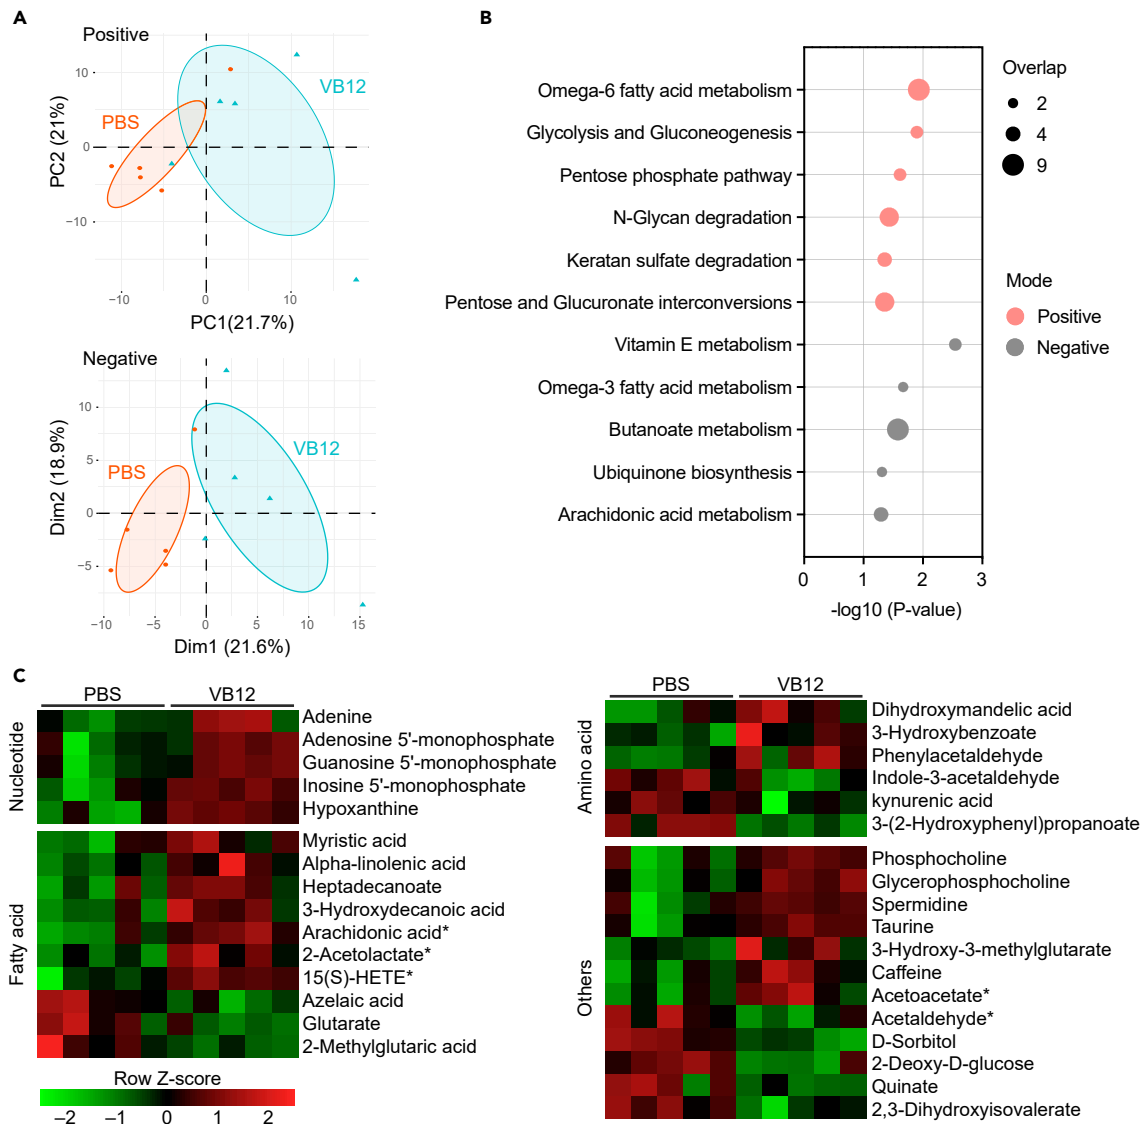 A
Positive
VB12
PBS
PC2 (21%)
10
0
−10
−10
0
10
PC1(21.7%)
Negative
VB12
PBS
Dim2 (18.9%)
10
5
0
−5
−10
−5
0
5
10
15
Dim1 (21.6%)
B
Omega-6 fatty acid metabolism
Glycolysis and Gluconeogenesis
Pentose phosphate pathway
N-Glycan degradation
Keratan sulfate degradation
Pentose and Glucuronate interconversions
Vitamin E metabolism
Omega-3 fatty acid metabolism
Butanoate metabolism
Ubiquinone biosynthesis
Arachidonic acid metabolism
0
1
2
3
-log10 (P-value)
Overlap
2
4
9
Mode
Positive
Negative
C
PBS
VB12
Nucleotide
Adenine
Adenosine 5'-monophosphate
Guanosine 5'-monophosphate
Inosine 5'-monophosphate
Hypoxanthine
Fatty acid
Myristic acid
Alpha-linolenic acid
Heptadecanoate
3-Hydroxydecanoic acid
Arachidonic acid*
2-Acetolactate*
15(S)-HETE*
Azelaic acid
Glutarate
2-Methylglutaric acid
Row Z-score
−2
−1
0
1
2
PBS
VB12
Amino acid
Dihydroxymandelic acid
3-Hydroxybenzoate
Phenylacetaldehyde
Indole-3-acetaldehyde
kynurenic acid
3-(2-Hydroxyphenyl)propanoate
Others
Phosphocholine
Glycerophosphocholine
Spermidine
Taurine
3-Hydroxy-3-methylglutarate
Caffeine
Acetoacetate*
Acetaldehyde*
D-Sorbitol
2-Deoxy-D-glucose
Quinate
2,3-Dihydroxyisovalerate